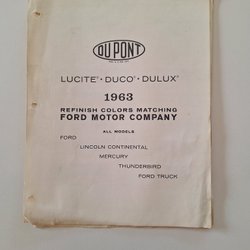 DU PONT
LUCITE® • DUCO® • DULUX®
1963
REFINISH COLORS MATCHING
FORD MOTOR COMPANY
ALL MODELS
FORD
LINCOLN CONTINENTAL
MERCURY
THUNDERBIRD
FORD TRUCK